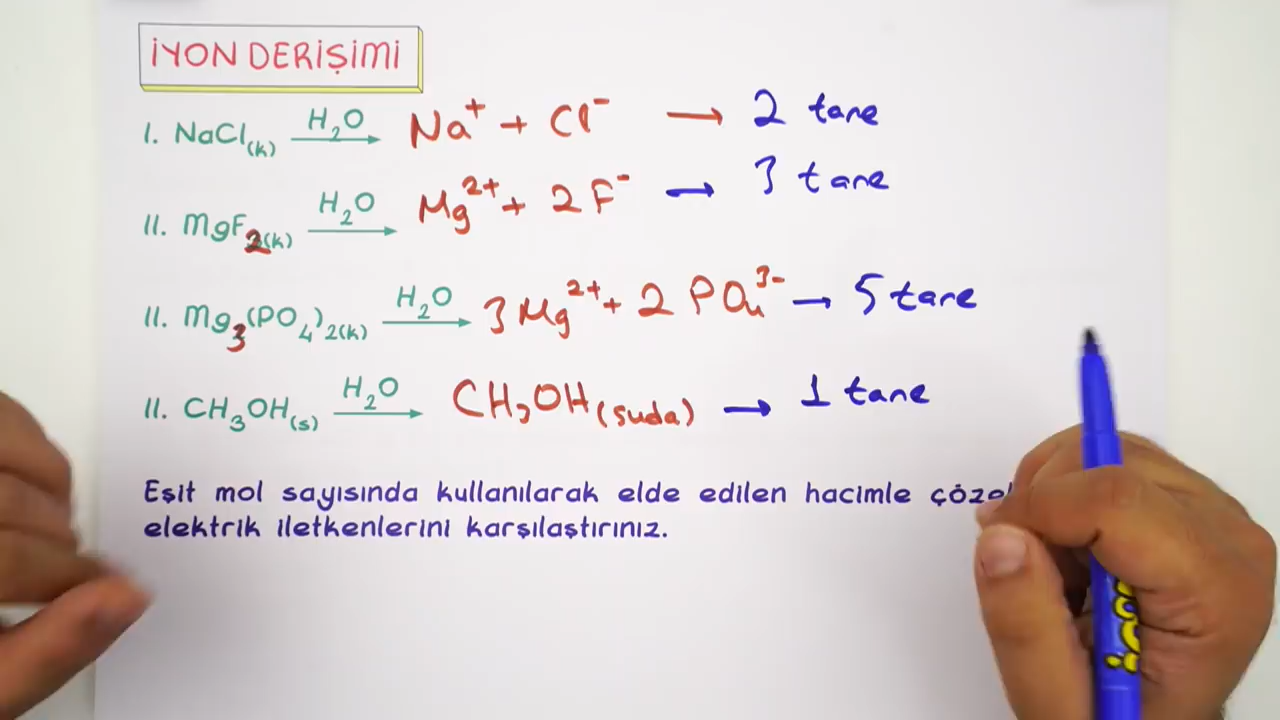 İYON DERİŞİMİ
I. NaCl(k) H₂O → Na⁺ + Cl⁻ → 2 tane
II. MgF₂(k) H₂O → Mg²⁺ + 2F⁻ → 3 tane
II. Mg₃(PO₄)₂(k) H₂O → 3Mg²⁺ + 2PO₄³⁻ → 5 tane
II. CH₃OH(s) H₂O → CH₃OH(suda) → 1 tane
Eşit mol sayısında kullanılarak elde edilen hacimle
elektrik iletkenlerini karşılaştırınız.